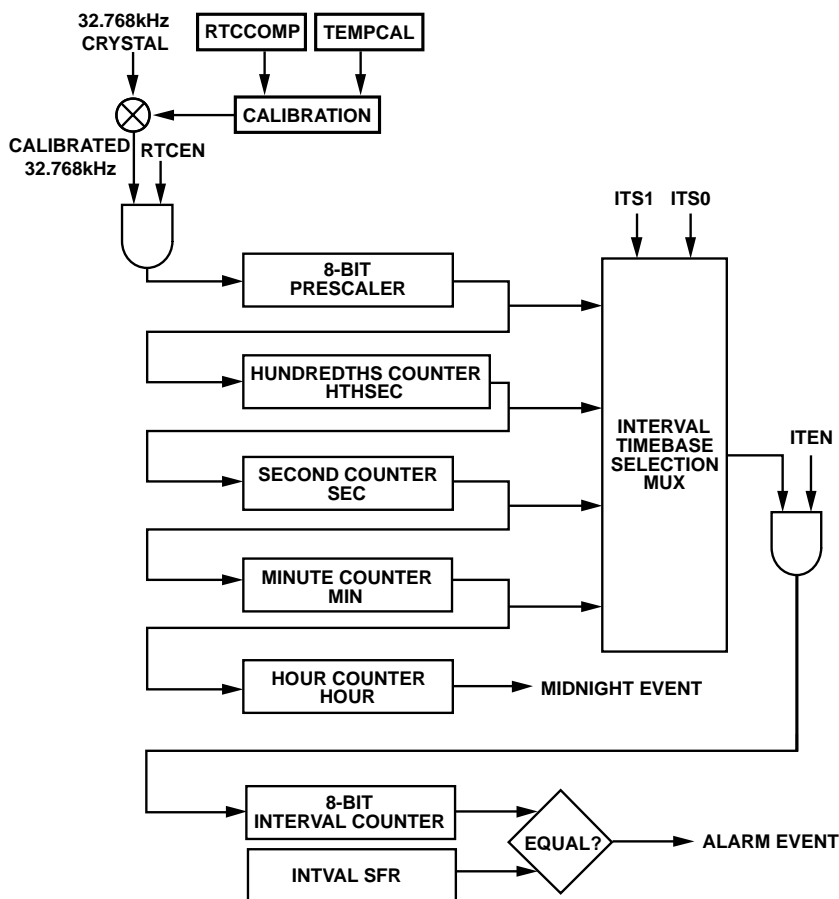 32.768kHz
CRYSTAL
RTCCOMP
TEMPCAL
CALIBRATION
CALIBRATED
32.768kHz
RTCEN
ITS1
ITS0
8-BIT
PRESCALER
HUNDREDTHS COUNTER
HTHSEC
INTERVAL
TIMEBASE
SELECTION
MUX
ITEN
SECOND COUNTER
SEC
MINUTE COUNTER
MIN
HOUR COUNTER
HOUR
MIDNIGHT EVENT
8-BIT
INTERVAL COUNTER
EQUAL?
ALARM EVENT
INTVAL SFR